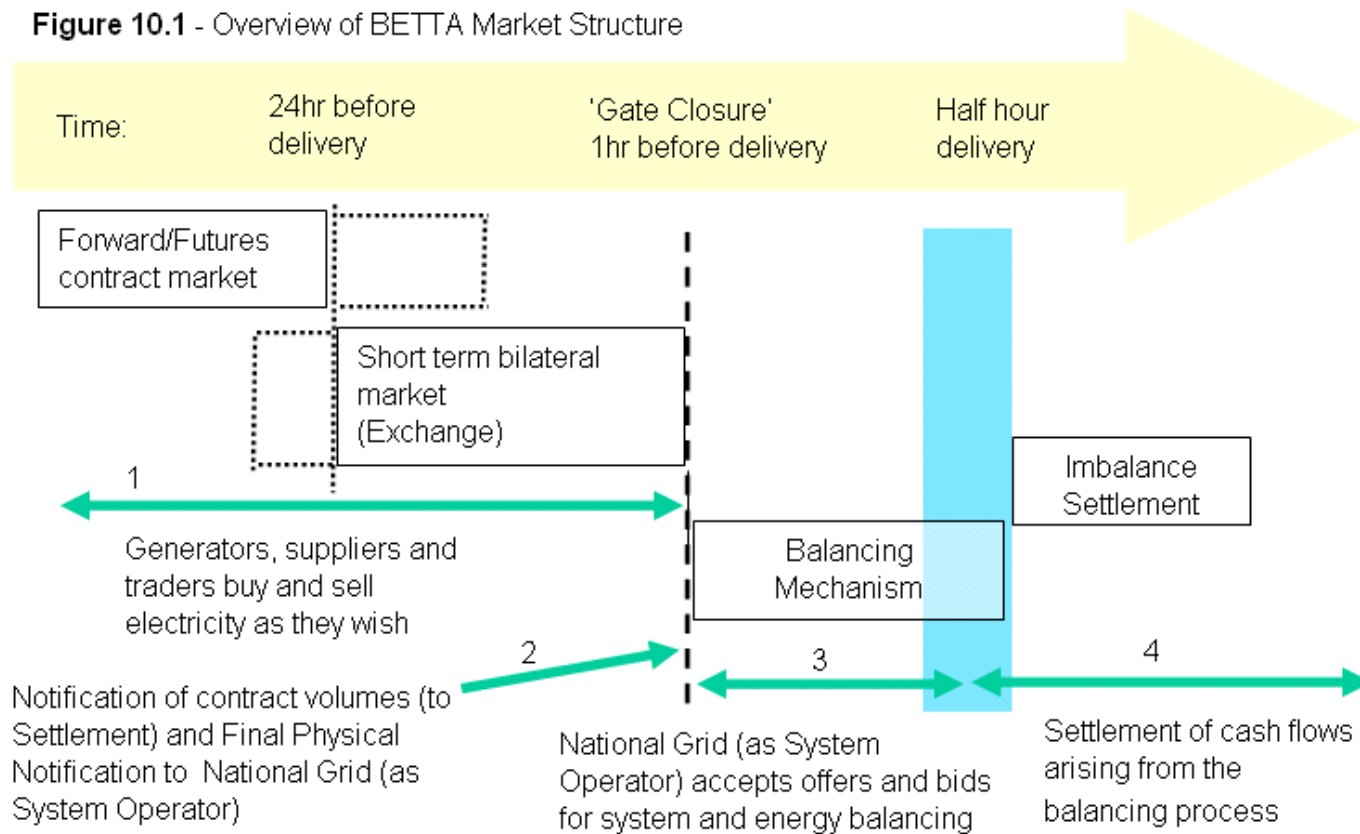 Figure 10.1 - Overview of BETTA Market Structure
Time:
24hr before
delivery
'Gate Closure'
1hr before delivery
Half hour
delivery
Forward/Futures
contract market
Short term bilateral
market
(Exchange)
1
Generators, suppliers and
traders buy and sell
electricity as they wish
Imbalance
Settlement
Balancing
Mechanism
2
Notification of contract volumes (to
Settlement) and Final Physical
Notification to  National Grid (as
System Operator)
3
National Grid (as System
Operator) accepts offers and bids
for system and energy balancing
4
Settlement of cash flows
arising from the
balancing process